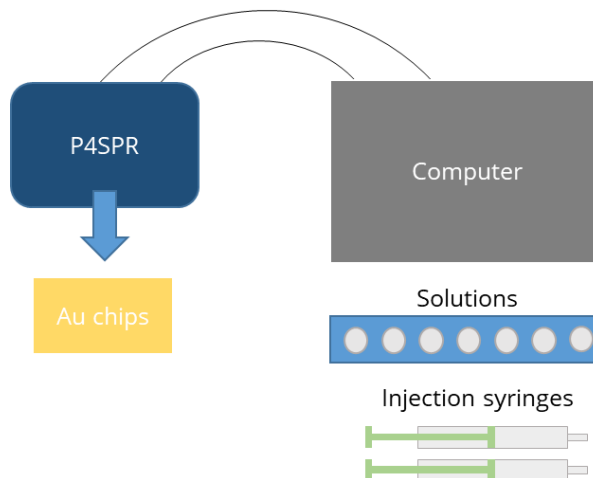 P4SPR
Computer
Au chips
Solutions
Injection syringes